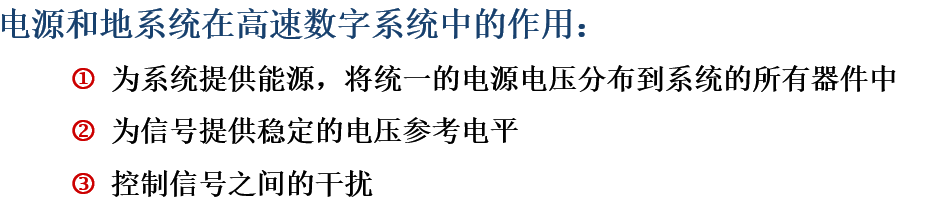 电源和地系统在高速数字系统中的作用：
① 为系统提供能源，将统一的电源电压分布到系统的所有器件中
② 为信号提供稳定的电压参考电平
③ 控制信号之间的干扰